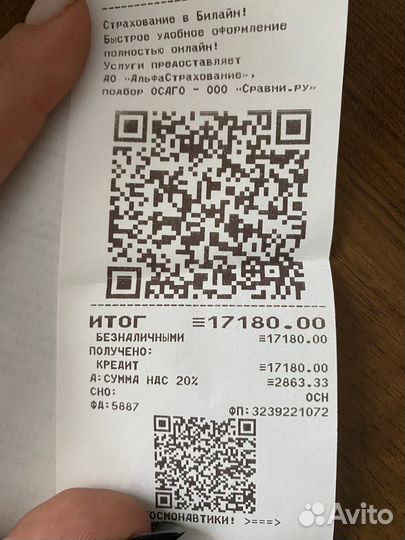 Страхование в Билайн!
Быстрое удобное оформление
полностью онлайн!
Услуги предоставляет
АО «АльфаСтрахование»,
подбор ОСАГО – ООО «Сравни.ру»
ИТОГ ≡17180.00
БЕЗНАЛИЧНЫМИ ≡17180.00
ПОЛУЧЕНО:
КРЕДИТ ≡17180.00
А:СУММА НДС 20% ≡2863.33
СНО: ОСН
ФД:5887 ФП:3239221072
КОСМОНАВТИКИ! >===>
Avito